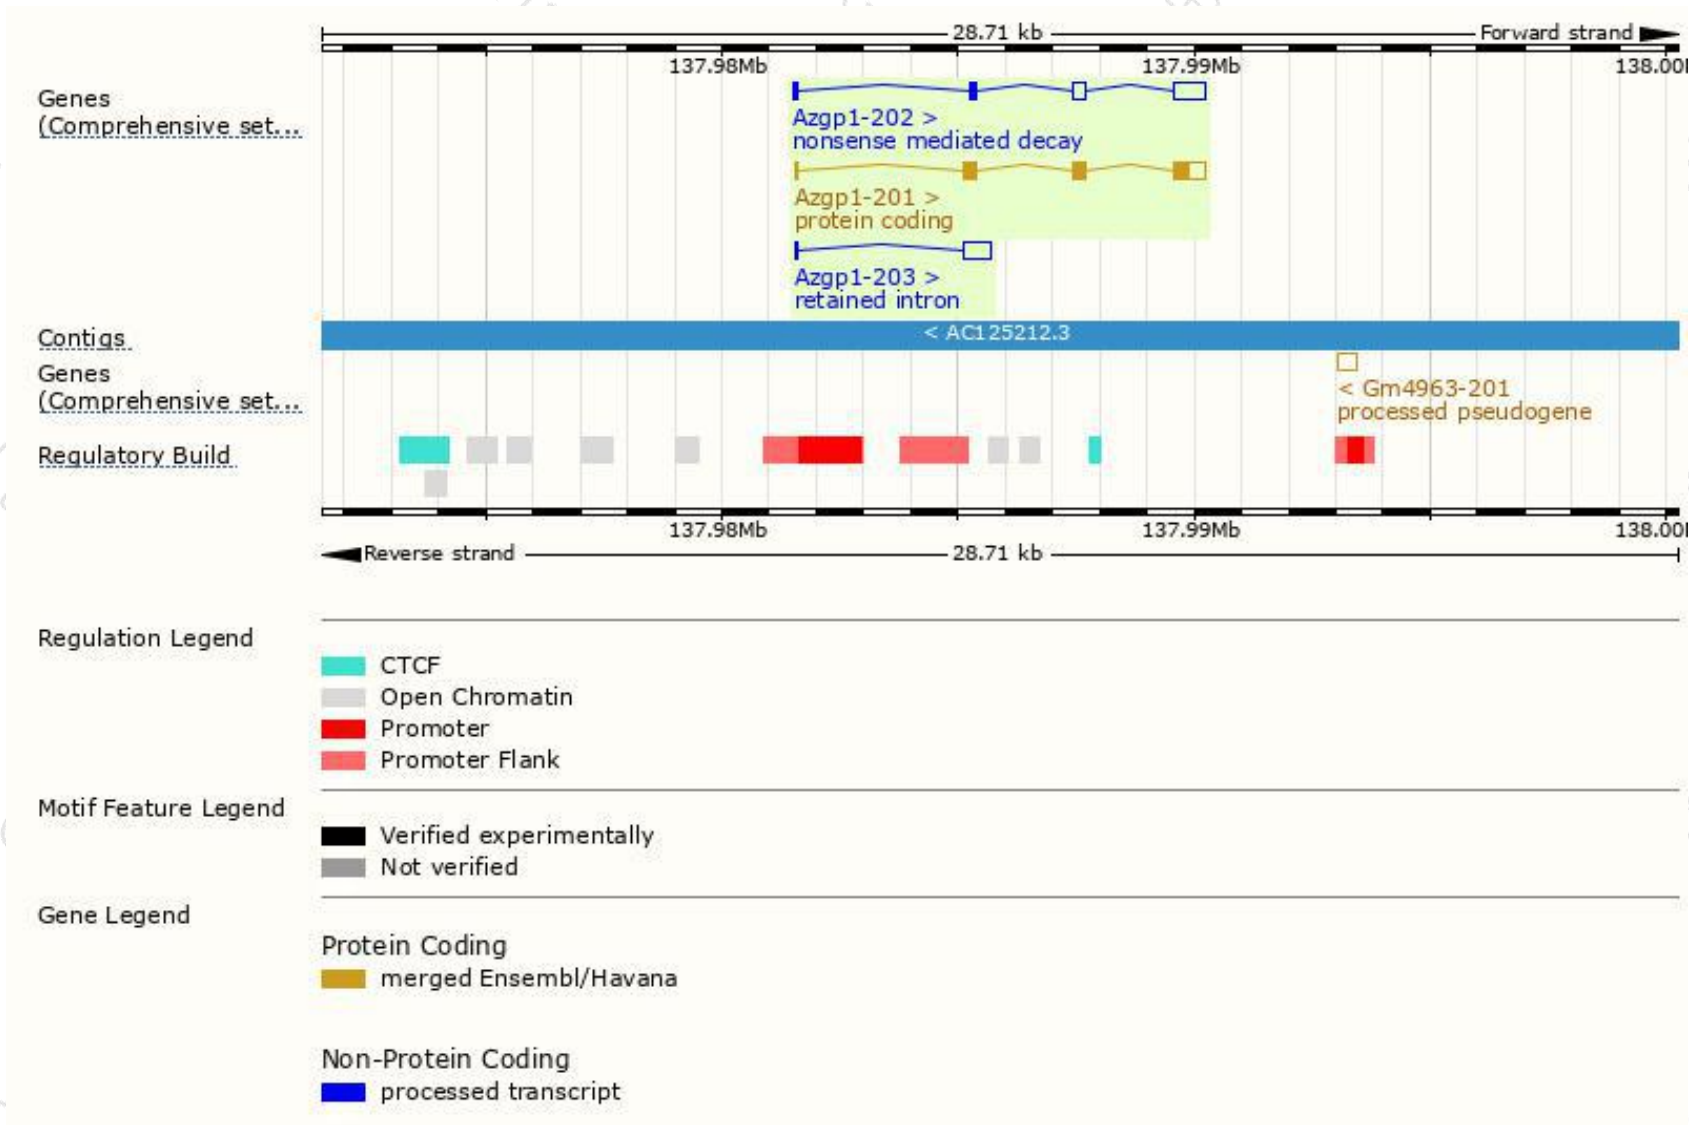 28.71 kb
Forward strand
137.98Mb
137.99Mb
138.00
Genes
(Comprehensive set...
Azgp1-202 >
nonsense mediated decay
Azgp1-201 >
protein coding
Azgp1-203 >
retained intron
Contigs
< AC125212.3
Genes
(Comprehensive set...
< Gm4963-201
processed pseudogene
Regulatory Build
137.98Mb
137.99Mb
138.00
Reverse strand
28.71 kb
Regulation Legend
CTCF
Open Chromatin
Promoter
Promoter Flank
Motif Feature Legend
Verified experimentally
Not verified
Gene Legend
Protein Coding
merged Ensembl/Havana
Non-Protein Coding
processed transcript